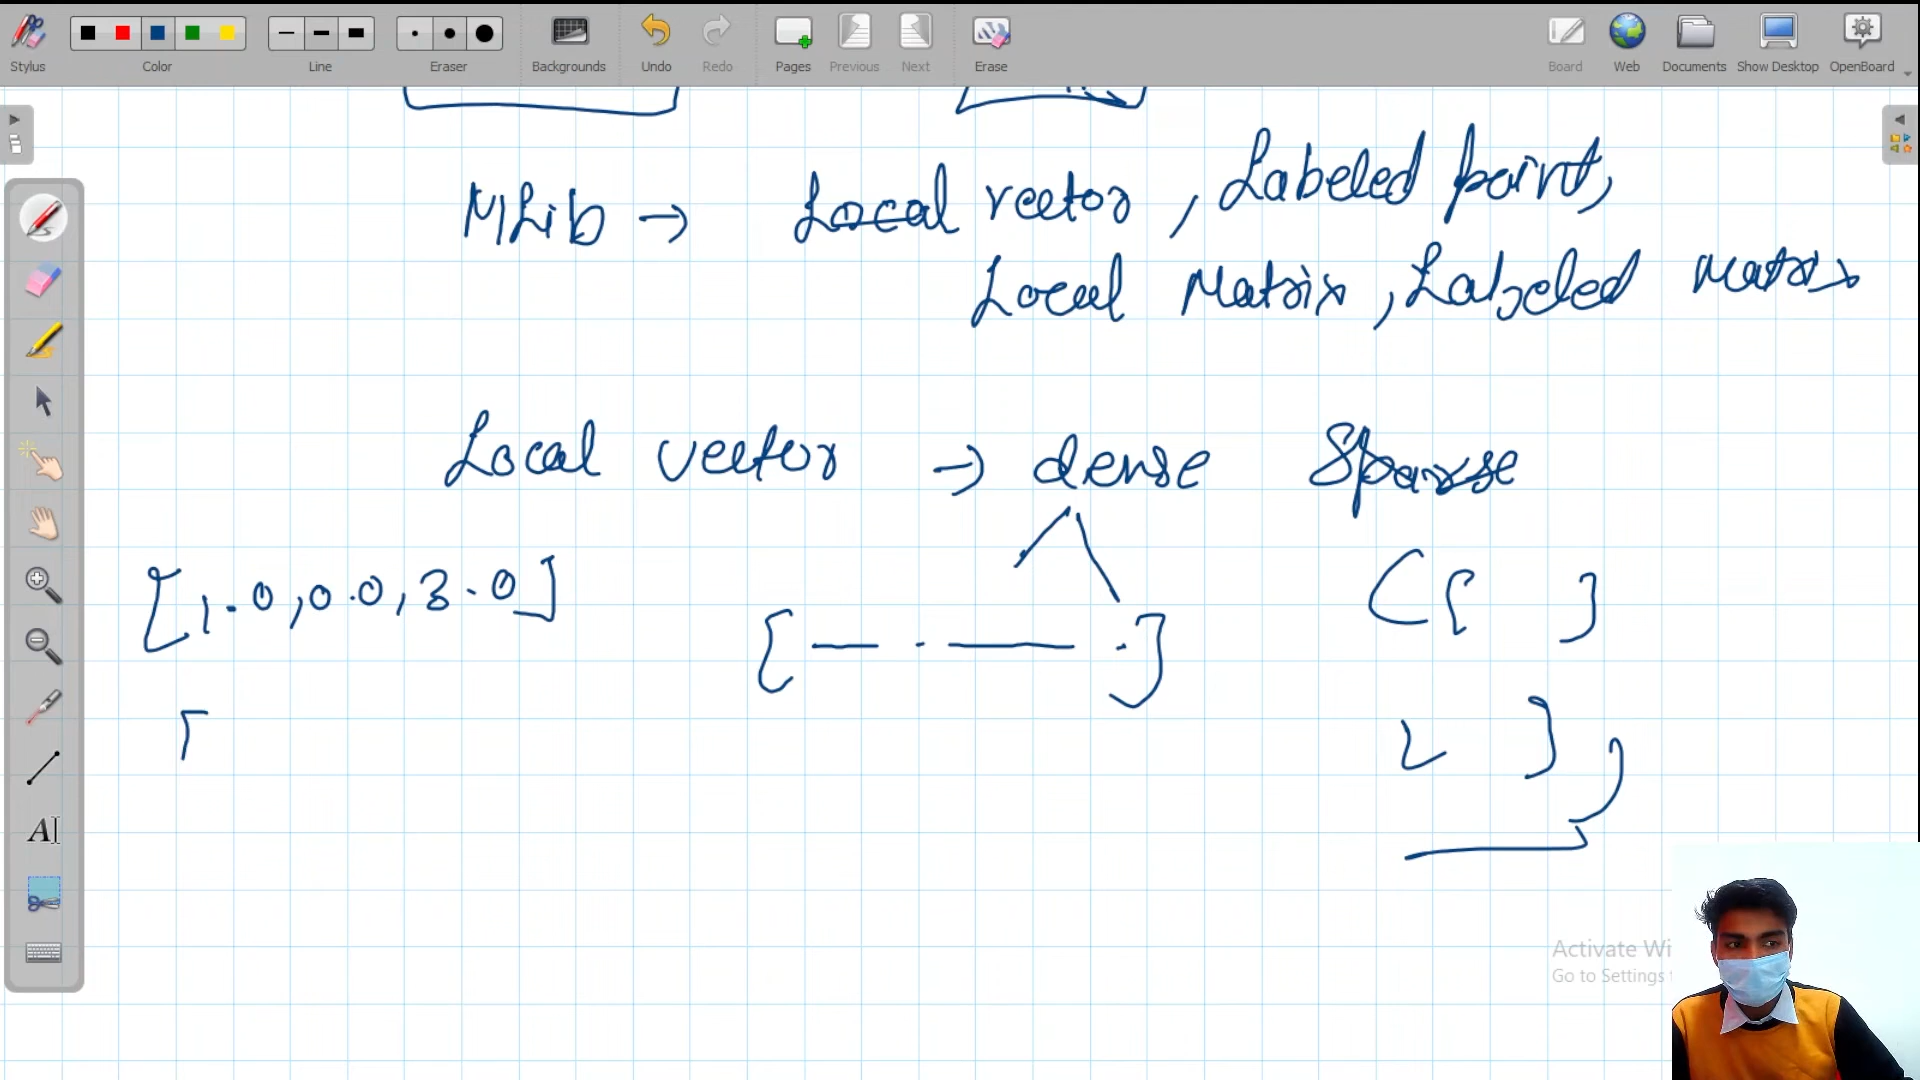 Stylus Color Line Eraser Backgrounds Undo Redo Pages Previous Next Erase Board Web Documents Show Desktop OpenBoard
MLib → Local vector, Labeled point,
Local Matrix, Labeled Matrix
Local vector → dense Sparse
[1.0, 0.0, 3.0]
[ — . — . ]
([ ]
[ ])
[
Activate Wi
Go to Settings